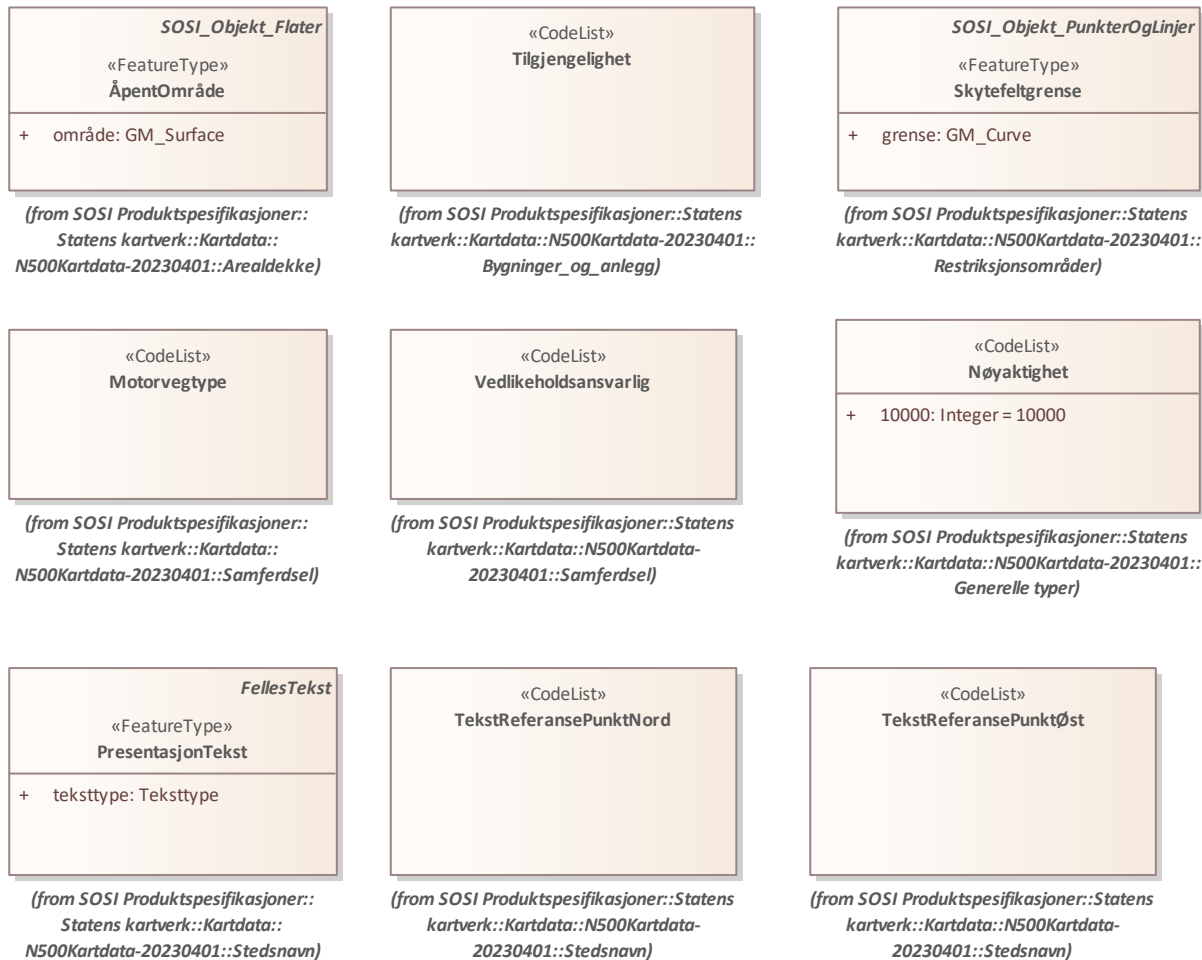 SOSI_Objekt_Flater
«FeatureType»
ÅpentOmråde
+ område: GM_Surface
(from SOSI Produktspesifikasjoner::
Statens kartverk::Kartdata::
N500Kartdata-20230401::Arealdekke)
«CodeList»
Tilgjengelighet
(from SOSI Produktspesifikasjoner::Statens
kartverk::Kartdata::N500Kartdata-20230401::
Bygninger_og_anlegg)
SOSI_Objekt_PunkterOgLinjer
«FeatureType»
Skytefeltgrense
+ grense: GM_Curve
(from SOSI Produktspesifikasjoner::Statens
kartverk::Kartdata::N500Kartdata-20230401::
Restriksjonsområder)
«CodeList»
Motorvegtype
(from SOSI Produktspesifikasjoner::
Statens kartverk::Kartdata::
N500Kartdata-20230401::Samferdsel)
«CodeList»
Vedlikeholdsansvarlig
(from SOSI Produktspesifikasjoner::Statens
kartverk::Kartdata::N500Kartdata-
20230401::Samferdsel)
«CodeList»
Nøyaktighet
+ 10000: Integer = 10000
(from SOSI Produktspesifikasjoner::Statens
kartverk::Kartdata::N500Kartdata-20230401::
Generelle typer)
FellesTekst
«FeatureType»
PresentasjonTekst
+ teksttype: Teksttype
(from SOSI Produktspesifikasjoner::
Statens kartverk::Kartdata::
N500Kartdata-20230401::Stedsnavn)
«CodeList»
TekstReferansePunktNord
(from SOSI Produktspesifikasjoner::Statens
kartverk::Kartdata::N500Kartdata-
20230401::Stedsnavn)
«CodeList»
TekstReferansePunktØst
(from SOSI Produktspesifikasjoner::Statens
kartverk::Kartdata::N500Kartdata-
20230401::Stedsnavn)